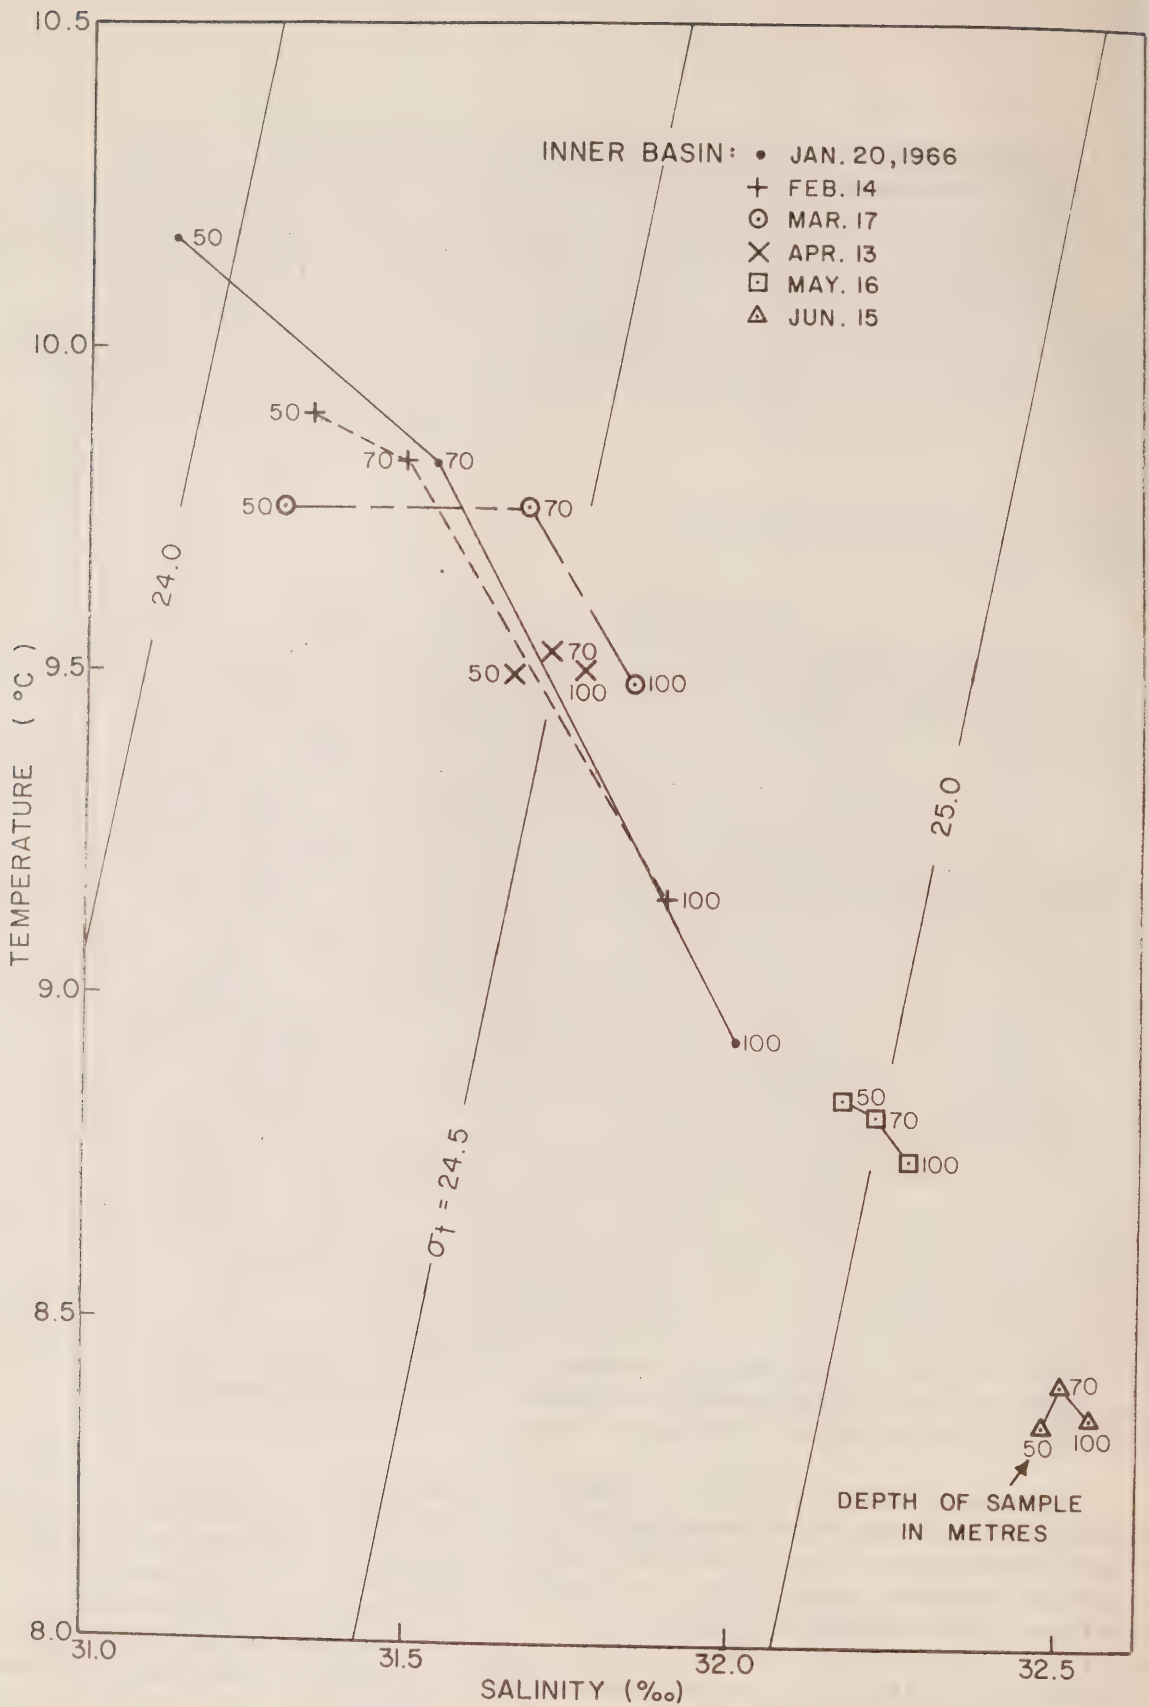 10.5
INNER BASIN: • JAN. 20, 1966
+ FEB. 14
⊙ MAR. 17
× APR. 13
⊡ MAY. 16
△ JUN. 15
50
10.0
50
70
70
50
70
24.0
9.5
50
70
100
100
TEMPERATURE (°C)
25.0
100
9.0
100
50
70
100
σt = 24.5
8.5
70
50
100
DEPTH OF SAMPLE
IN METRES
8.0
31.0
31.5
32.0
32.5
SALINITY (‰)